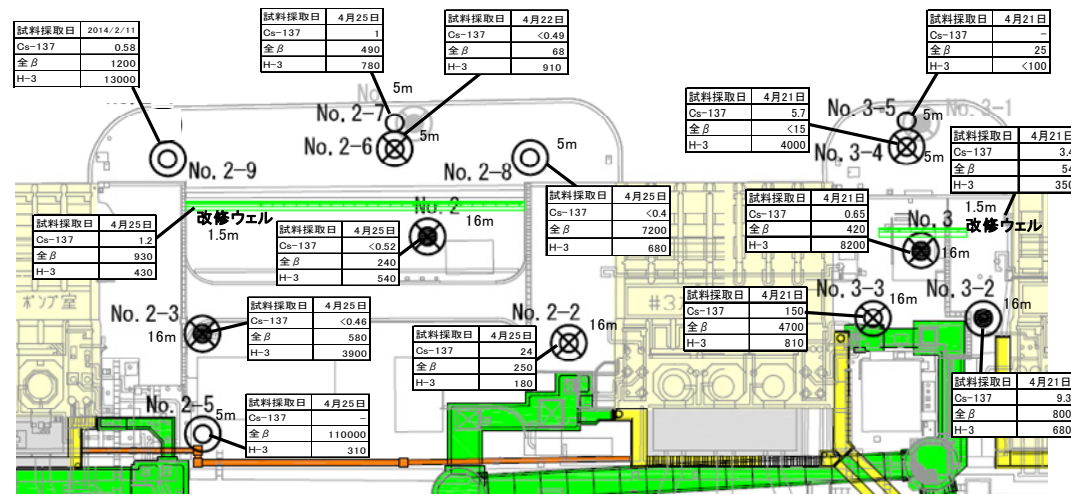 試料採取日 2014/2/11
Cs-137 0.58
全β 1200
H-3 13000
試料採取日 4月25日
Cs-137 1
全β 490
H-3 780
試料採取日 4月22日
Cs-137 <0.49
全β 68
H-3 910
試料採取日 4月21日
Cs-137 -
全β 25
H-3 <100
試料採取日 4月21日
Cs-137 5.7
全β <15
H-3 4000
試料採取日 4月21日
Cs-137 3.4
全β 54
H-3 350
No. 2-7 5m
No. 2-6 5m
No. 2-9
No. 2-8 5m
No. 3-5 5m
No. 3-1
No. 3-4 5m
改修ウェル
1.5m
No. 2 16m
1.5m
改修ウェル
No. 3 16m
試料採取日 4月25日
Cs-137 1.2
全β 930
H-3 430
試料採取日 4月25日
Cs-137 <0.52
全β 240
H-3 540
試料採取日 4月25日
Cs-137 <0.4
全β 7200
H-3 680
試料採取日 4月21日
Cs-137 0.65
全β 420
H-3 8200
ポンプ室
No. 2-3
16m
試料採取日 4月25日
Cs-137 <0.46
全β 580
H-3 3900
No. 2-2 16m
試料採取日 4月25日
Cs-137 24
全β 250
H-3 180
試料採取日 4月21日
Cs-137 150
全β 4700
H-3 810
No. 3-3 16m
No. 3-2 16m
No. 2-5 5m
試料採取日 4月25日
Cs-137 -
全β 110000
H-3 310
試料採取日 4月21日
Cs-137 9.3
全β 800
H-3 680